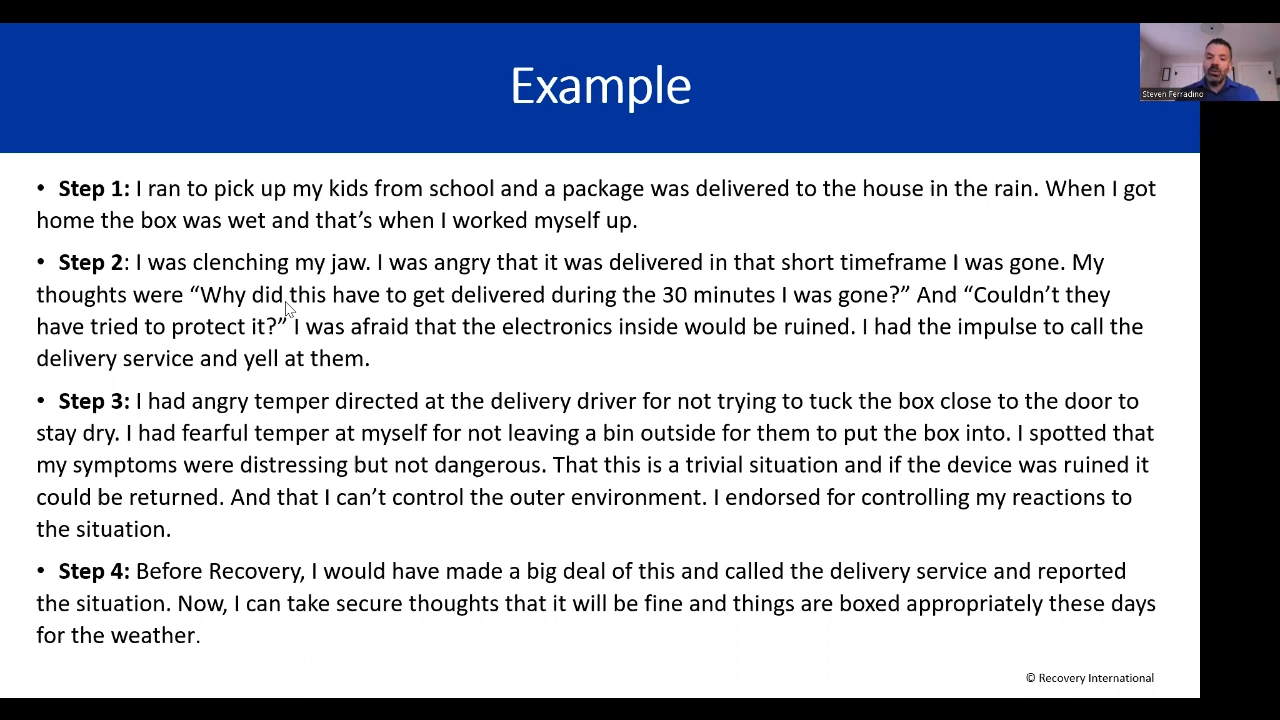 Example
Steven Ferradino
• Step 1: I ran to pick up my kids from school and a package was delivered to the house in the rain. When I got
home the box was wet and that’s when I worked myself up.
• Step 2: I was clenching my jaw. I was angry that it was delivered in that short timeframe I was gone. My
thoughts were “Why did this have to get delivered during the 30 minutes I was gone?” And “Couldn’t they
have tried to protect it?” I was afraid that the electronics inside would be ruined. I had the impulse to call the
delivery service and yell at them.
• Step 3: I had angry temper directed at the delivery driver for not trying to tuck the box close to the door to
stay dry. I had fearful temper at myself for not leaving a bin outside for them to put the box into. I spotted that
my symptoms were distressing but not dangerous. That this is a trivial situation and if the device was ruined it
could be returned. And that I can’t control the outer environment. I endorsed for controlling my reactions to
the situation.
• Step 4: Before Recovery, I would have made a big deal of this and called the delivery service and reported
the situation. Now, I can take secure thoughts that it will be fine and things are boxed appropriately these days
for the weather.
© Recovery International